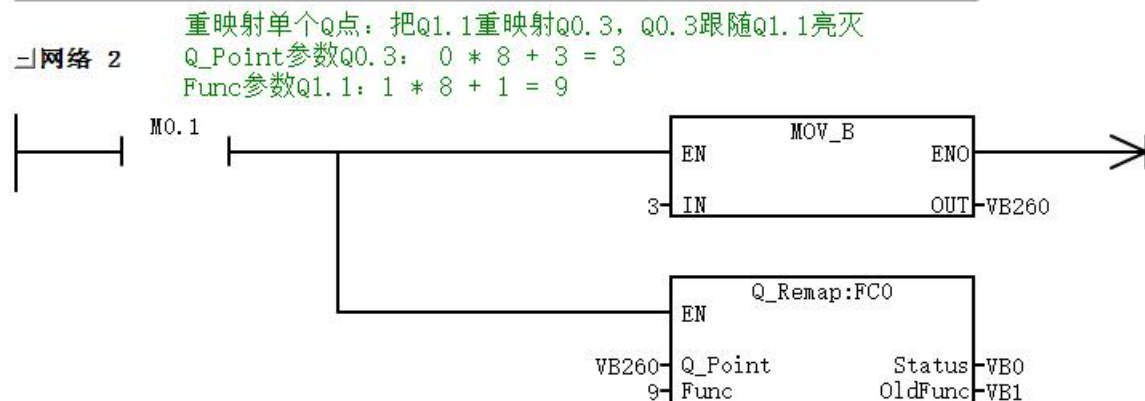 重映射单个Q点：把Q1.1重映射Q0.3，Q0.3跟随Q1.1亮灭
网络 2
Q_Point参数Q0.3： 0 * 8 + 3 = 3
Func参数Q1.1：1 * 8 + 1 = 9
M0.1
MOV_B
EN ENO
3 IN OUT VB260
Q_Remap:FC0
EN
VB260 Q_Point Status VB0
9 Func OldFunc VB1